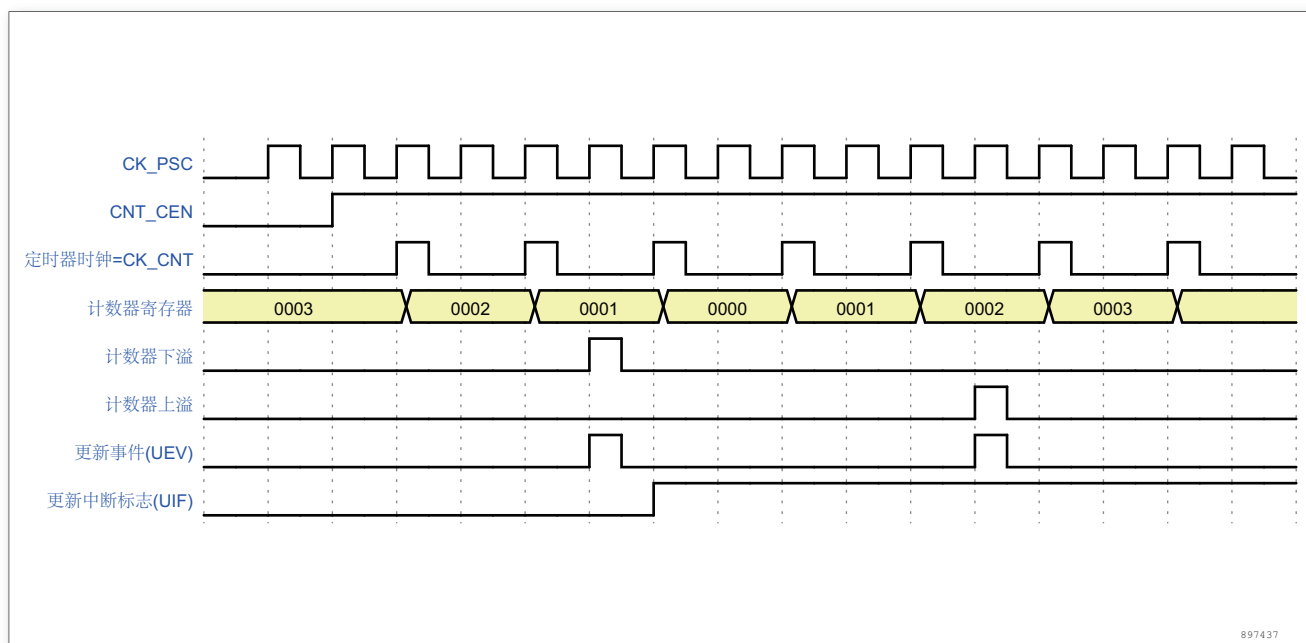 CK_PSC
CNT_CEN
定时器时钟=CK_CNT
计数器寄存器 0003 0002 0001 0000 0001 0002 0003
计数器下溢
计数器上溢
更新事件(UEV)
更新中断标志(UIF)
897437